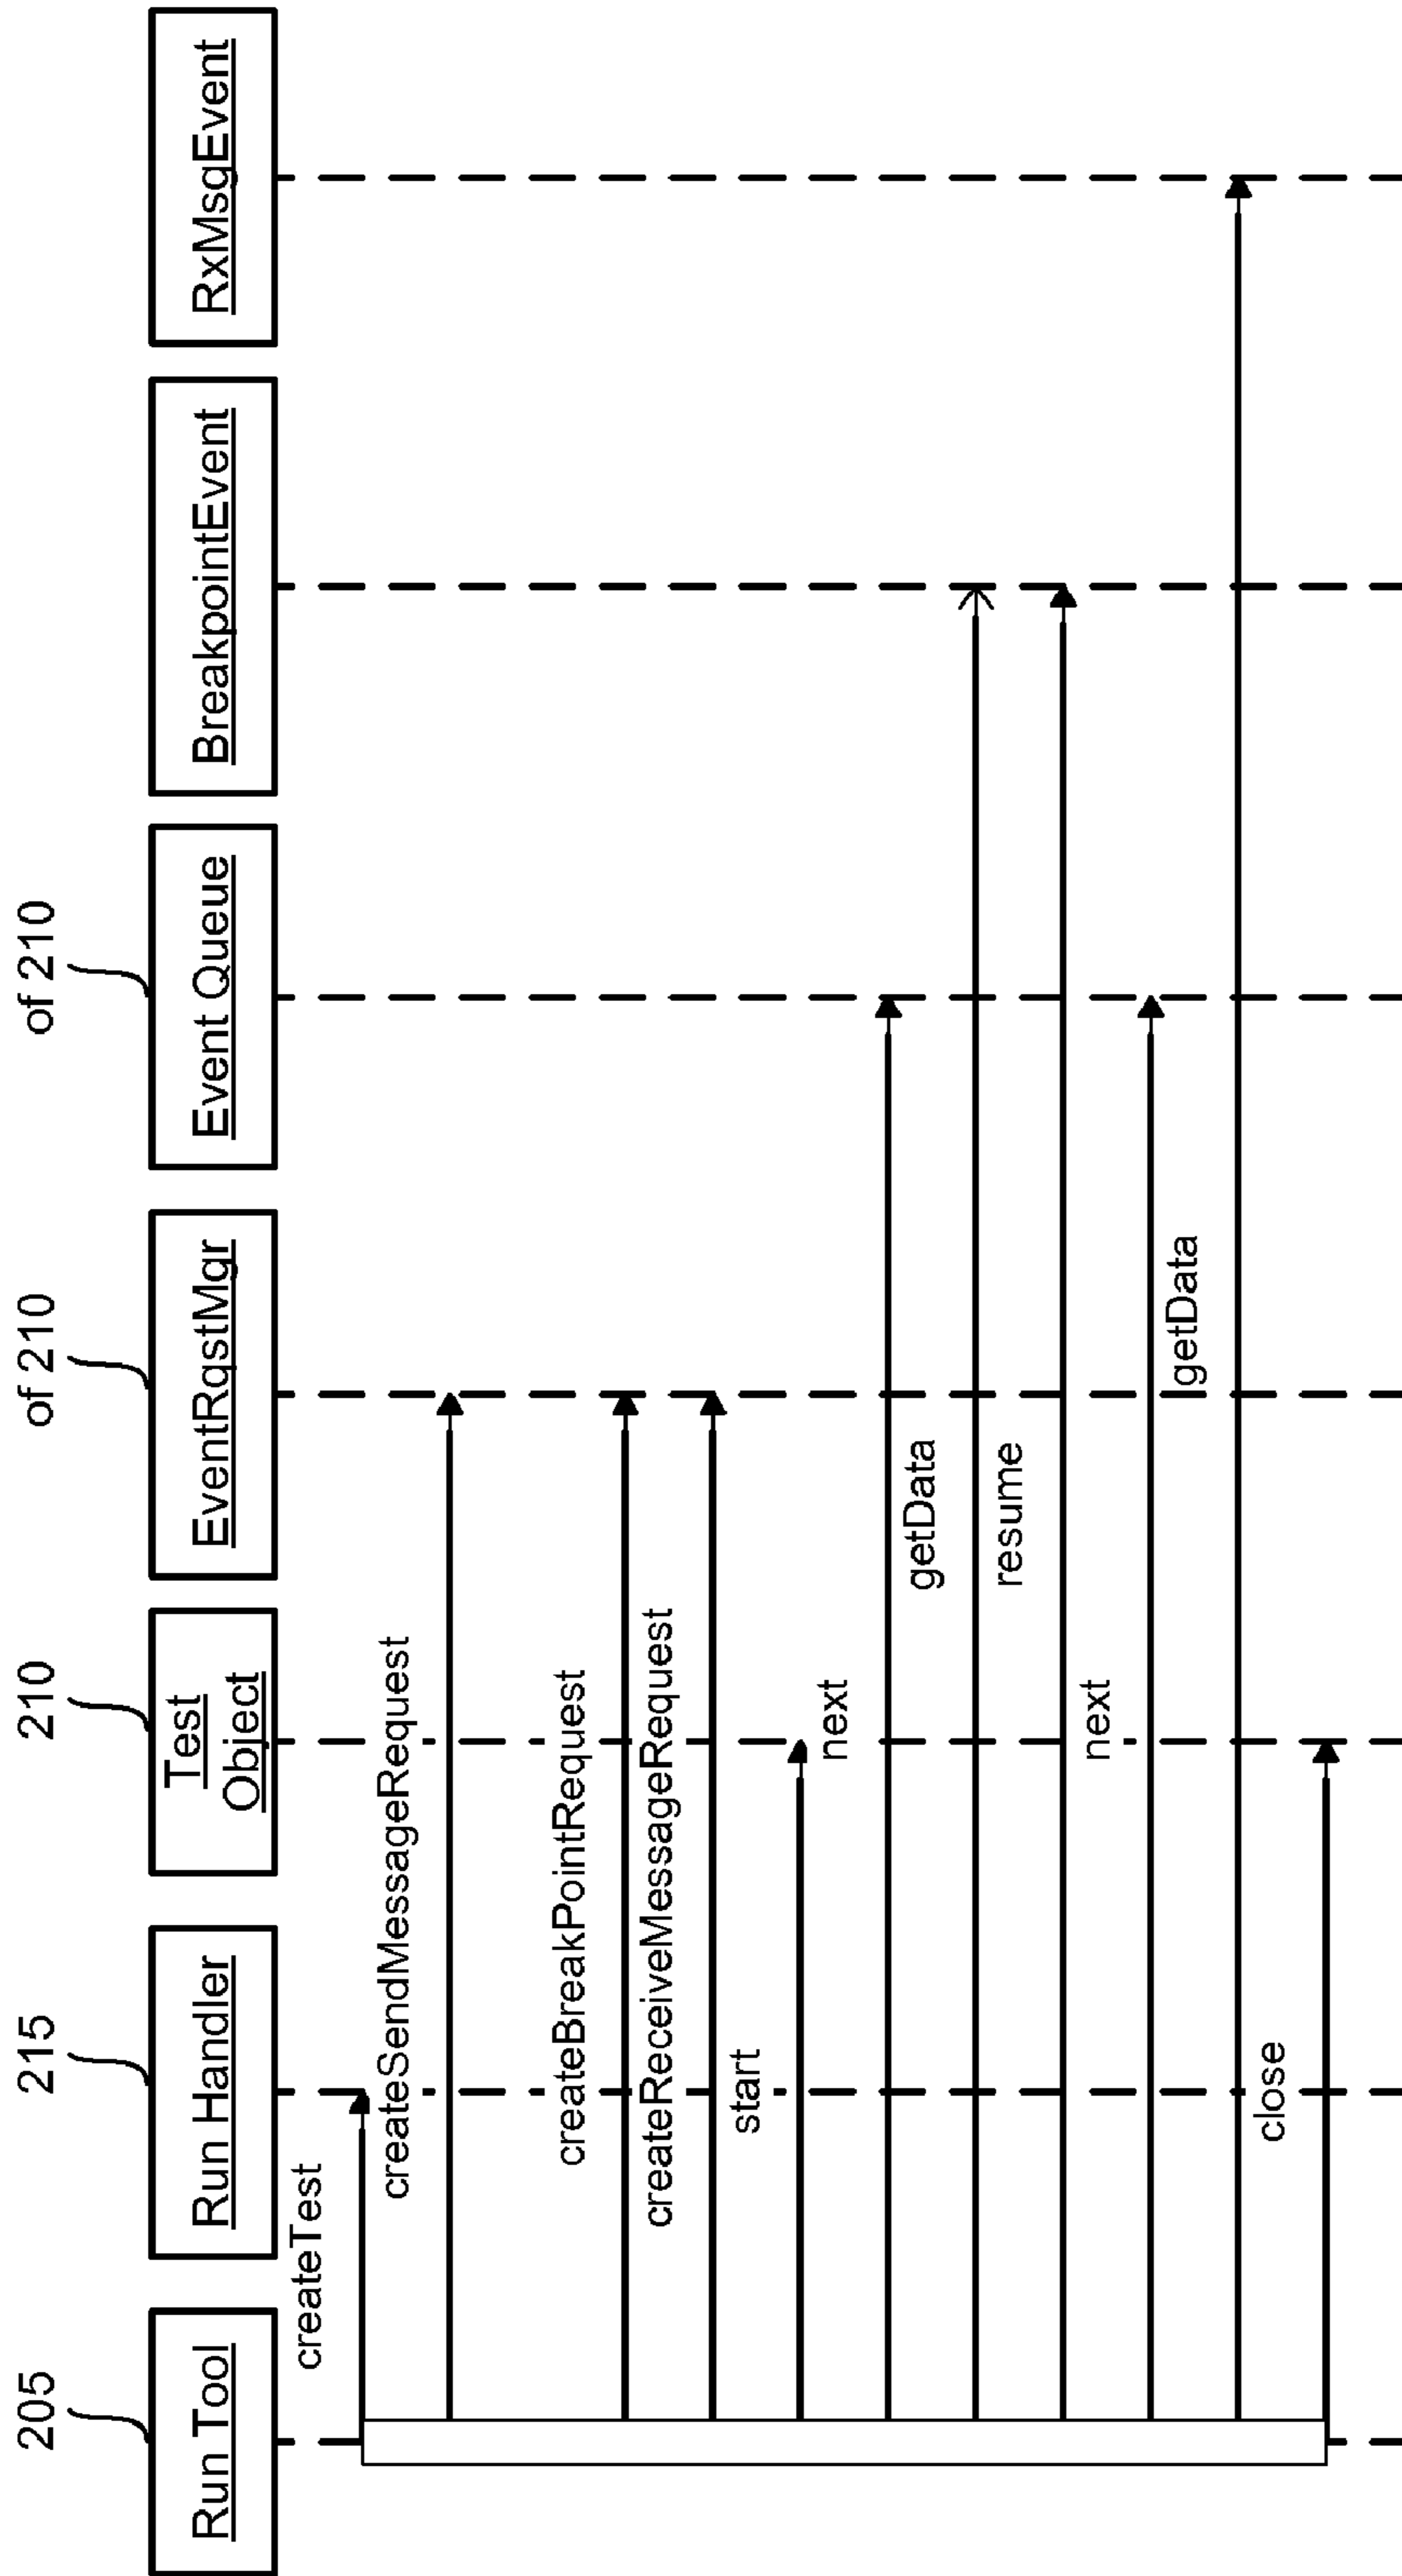 205
215
210
of 210
of 210
Run Tool
Run Handler
Test
Object
EventRqstMgr
Event Queue
BreakpointEvent
RxMsgEvent
createTest
createSendMessageRequest
createBreakPointRequest
createReceiveMessageRequest
start
next
getData
resume
next
getData
close